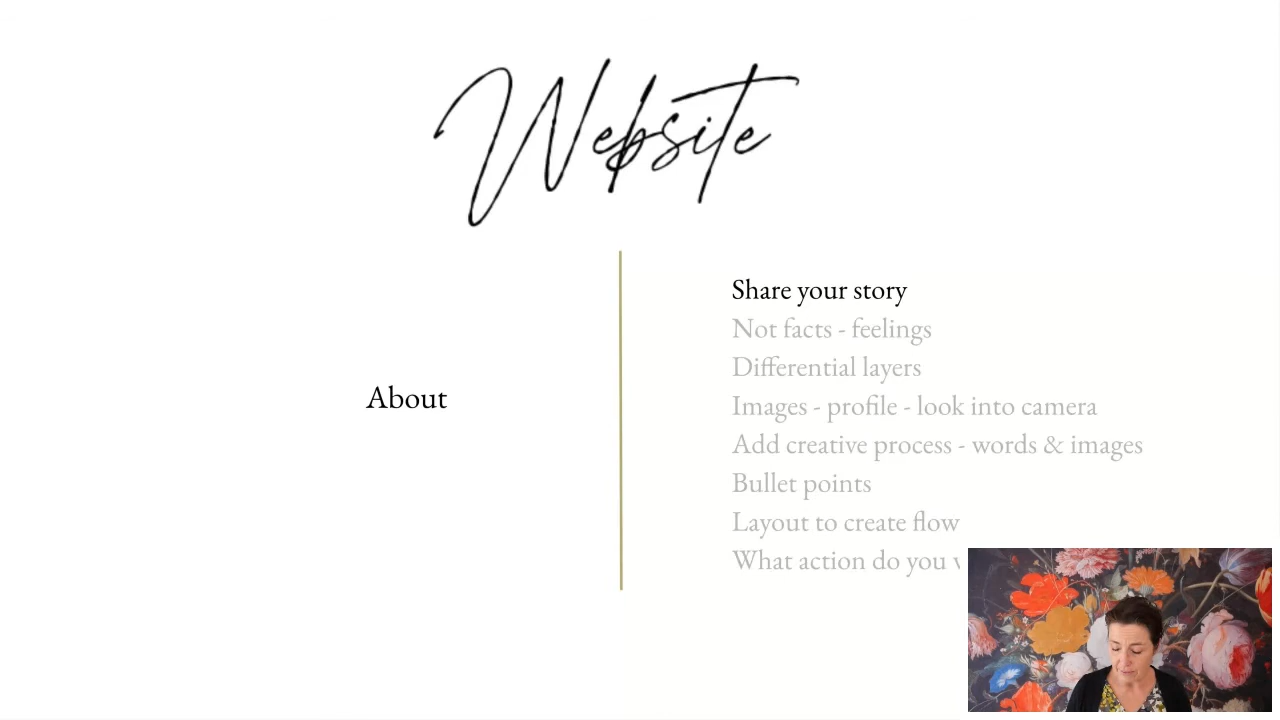 Website
About
Share your story
Not facts - feelings
Differential layers
Images - profile - look into camera
Add creative process - words & images
Bullet points
Layout to create flow
What action do you